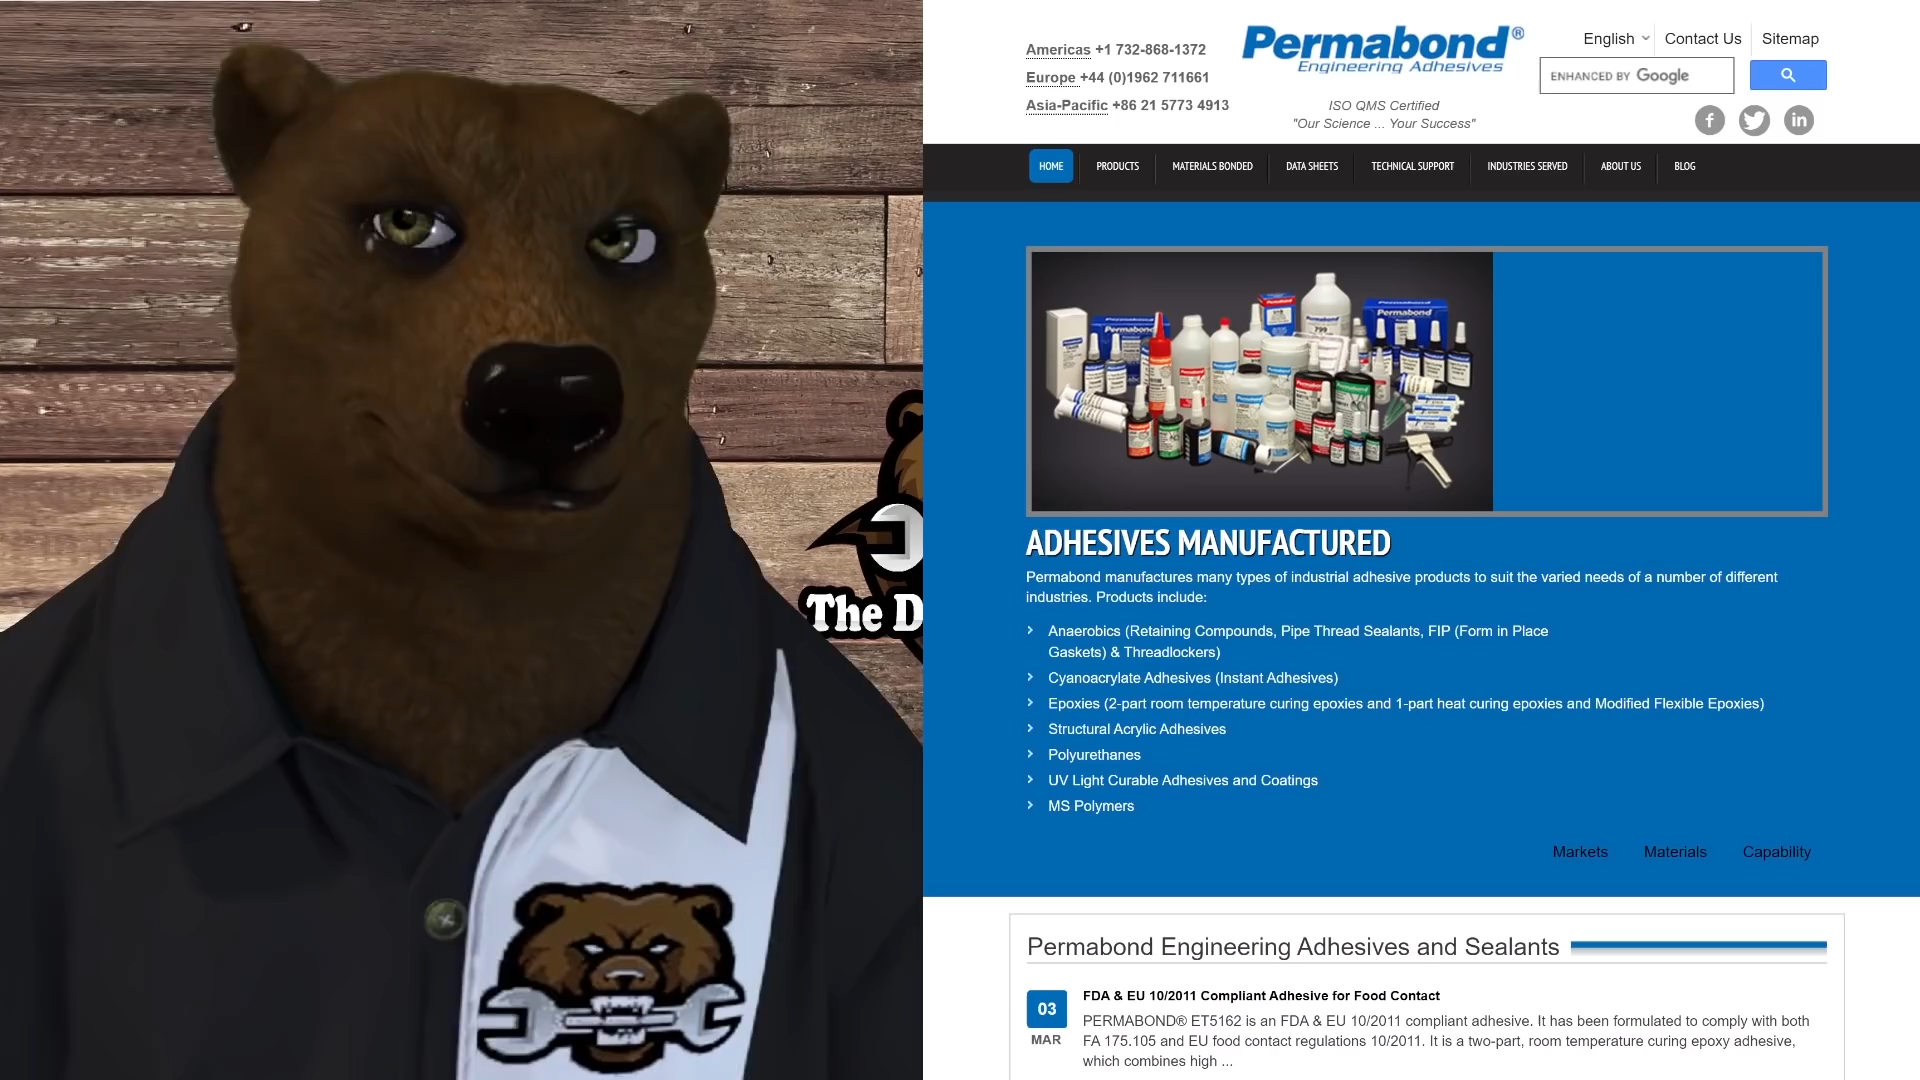 The D
Americas +1 732-868-1372
Europe +44 (0)1962 711661
Asia-Pacific +86 21 5773 4913
Permabond®
Engineering Adhesives
ISO QMS Certified
"Our Science ... Your Success"
English
Contact Us
Sitemap
ENHANCED BY Google
HOME
PRODUCTS
MATERIALS BONDED
DATA SHEETS
TECHNICAL SUPPORT
INDUSTRIES SERVED
ABOUT US
BLOG
Permabond
Permabond
799
ADHESIVES MANUFACTURED
Permabond manufactures many types of industrial adhesive products to suit the varied needs of a number of different
industries. Products include:
Anaerobics (Retaining Compounds, Pipe Thread Sealants, FIP (Form in Place
Gaskets) & Threadlockers)
Cyanoacrylate Adhesives (Instant Adhesives)
Epoxies (2-part room temperature curing epoxies and 1-part heat curing epoxies and Modified Flexible Epoxies)
Structural Acrylic Adhesives
Polyurethanes
UV Light Curable Adhesives and Coatings
MS Polymers
Markets
Materials
Capability
Permabond Engineering Adhesives and Sealants
03
MAR
FDA & EU 10/2011 Compliant Adhesive for Food Contact
PERMABOND® ET5162 is an FDA & EU 10/2011 compliant adhesive. It has been formulated to comply with both
FA 175.105 and EU food contact regulations 10/2011. It is a two-part, room temperature curing epoxy adhesive,
which combines high ...